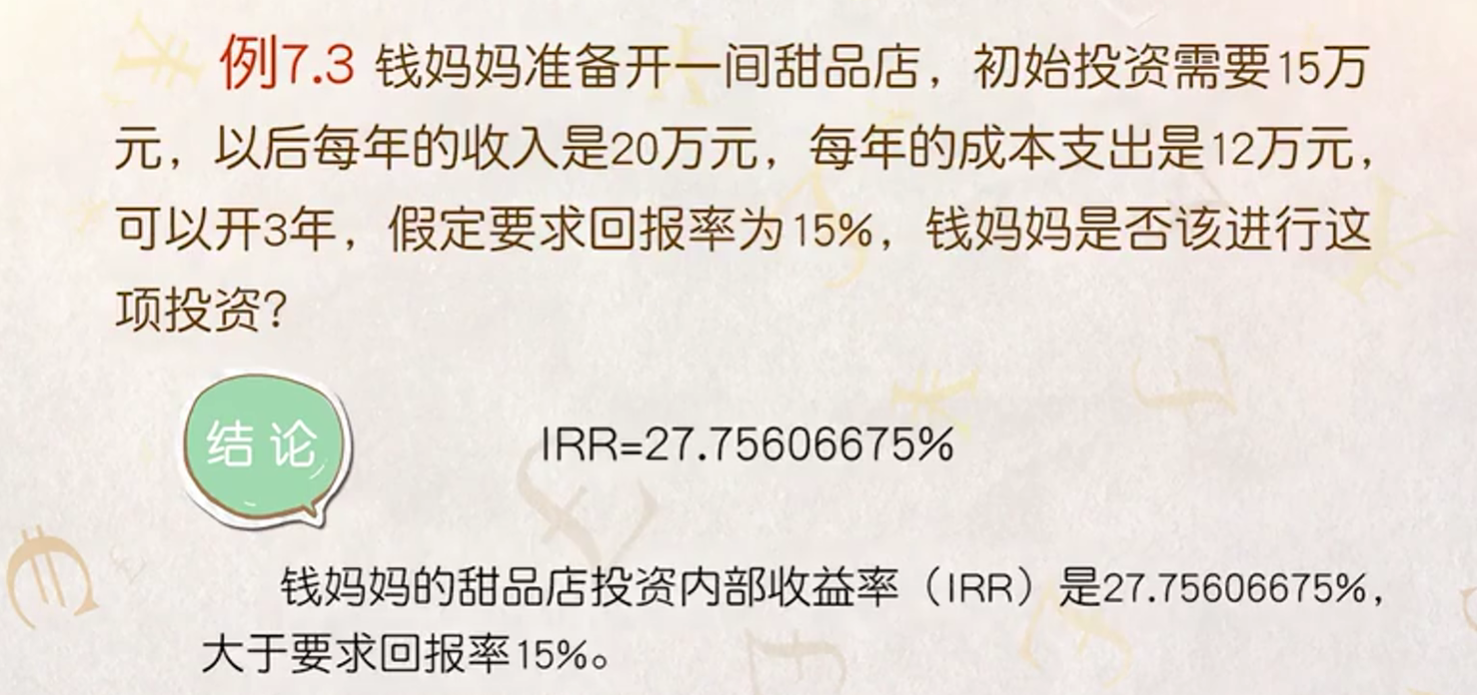 例7.3 钱妈妈准备开一间甜品店，初始投资需要15万
元，以后每年的收入是20万元，每年的成本支出是12万元，
可以开3年，假定要求回报率为15%，钱妈妈是否该进行这
项投资？
结论
IRR=27.75606675%
钱妈妈的甜品店投资内部收益率（IRR）是27.75606675%，
大于要求回报率15%。